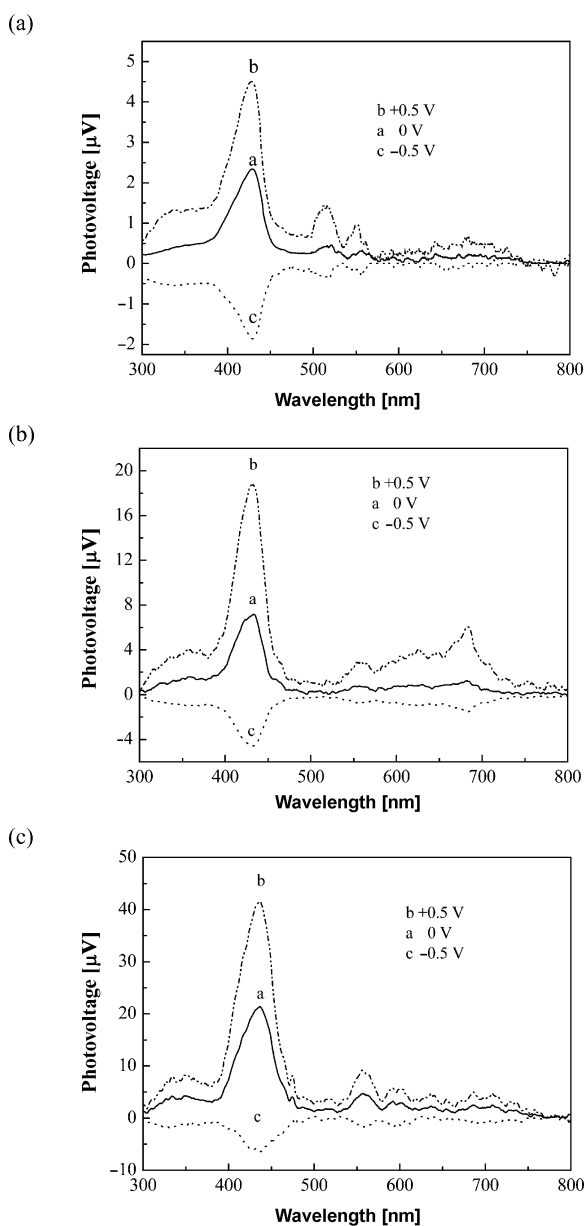 (a)
5
4
3
2
1
0
−1
−2
Photovoltage [µV]
b
a
c
b +0.5 V
a 0 V
c −0.5 V
300 400 500 600 700 800
Wavelength [nm]
(b)
20
16
12
8
4
0
−4
Photovoltage [µV]
b
a
c
b +0.5 V
a 0 V
c −0.5 V
300 400 500 600 700 800
Wavelength [nm]
(c)
50
40
30
20
10
0
−10
Photovoltage [µV]
b
a
c
b +0.5 V
a 0 V
c −0.5 V
300 400 500 600 700 800
Wavelength [nm]